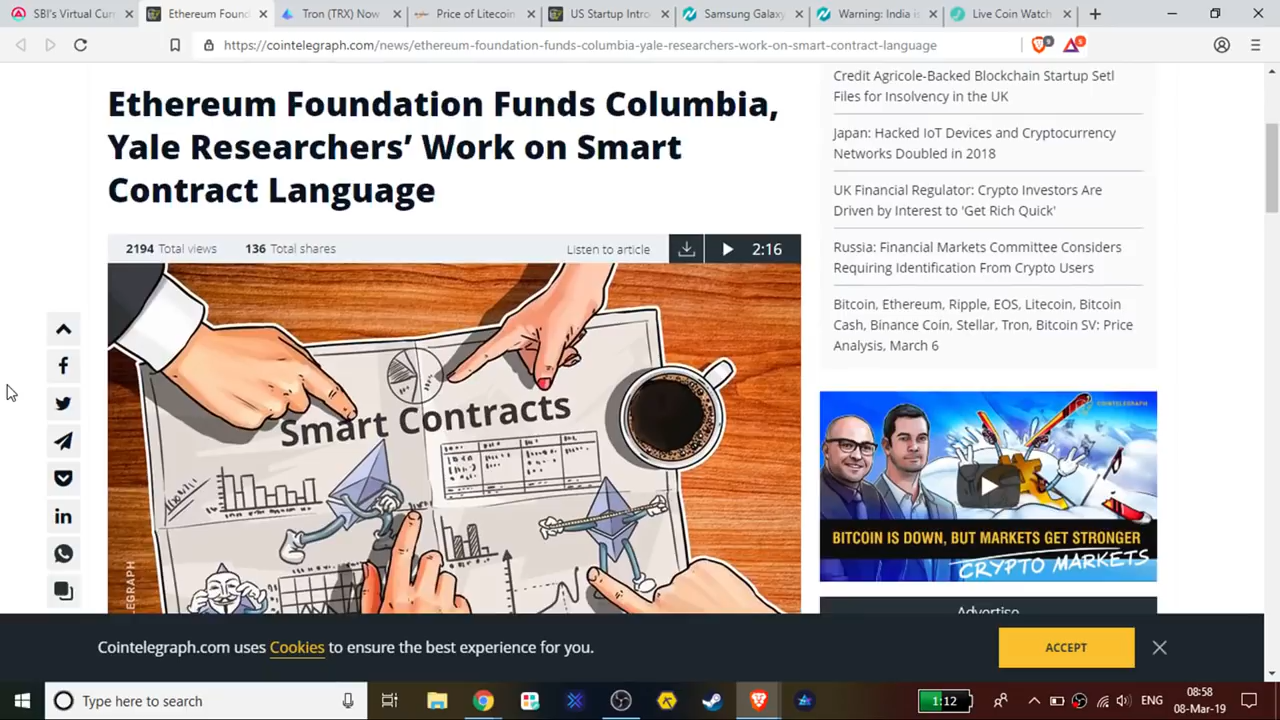 SBI's Virtual Curr
Ethereum Found
Tron (TRX) Now
Price of Litecoin
US Startup Intro
Samsung Galaxy
Warning: India is
Live Coin Watch
https://cointelegraph.com/news/ethereum-foundation-funds-columbia-yale-researchers-work-on-smart-contract-language
Ethereum Foundation Funds Columbia,
Yale Researchers’ Work on Smart
Contract Language
2194 Total views 136 Total shares Listen to article 2:16
Smart Contracts
Credit Agricole-Backed Blockchain Startup Setl
Files for Insolvency in the UK
Japan: Hacked IoT Devices and Cryptocurrency
Networks Doubled in 2018
UK Financial Regulator: Crypto Investors Are
Driven by Interest to 'Get Rich Quick'
Russia: Financial Markets Committee Considers
Requiring Identification From Crypto Users
Bitcoin, Ethereum, Ripple, EOS, Litecoin, Bitcoin
Cash, Binance Coin, Stellar, Tron, Bitcoin SV: Price
Analysis, March 6
COINTELEGRAPH
BITCOIN IS DOWN, BUT MARKETS GET STRONGER
CRYPTO MARKETS
Advertise
Cointelegraph.com uses Cookies to ensure the best experience for you.
ACCEPT
Type here to search
1:12
ENG
08:58
08-Mar-19